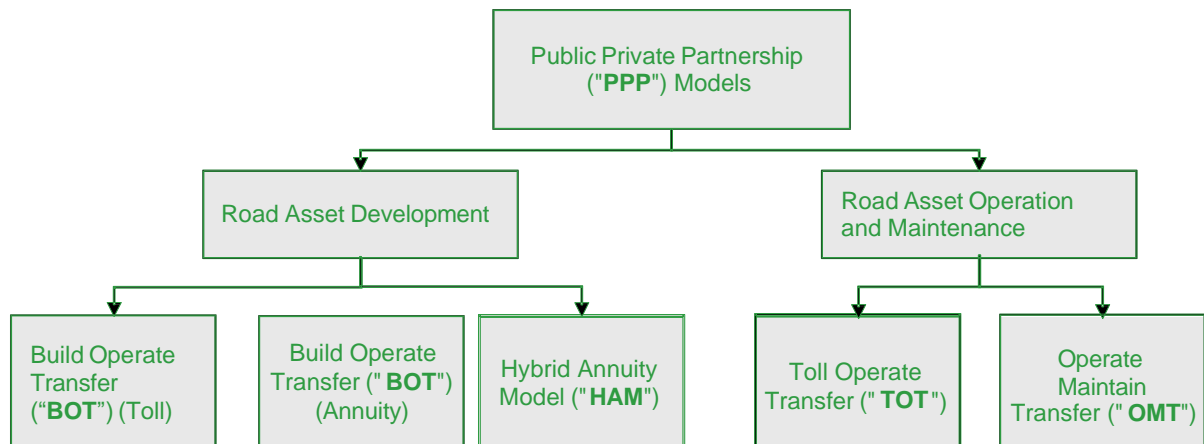 Public Private Partnership
("PPP") Models
Road Asset Development
Road Asset Operation
and Maintenance
Build Operate
Transfer
(“BOT”) (Toll)
Build Operate
Transfer (" BOT")
(Annuity)
Hybrid Annuity
Model ("HAM")
Toll Operate
Transfer (" TOT ")
Operate
Maintain
Transfer (" OMT")